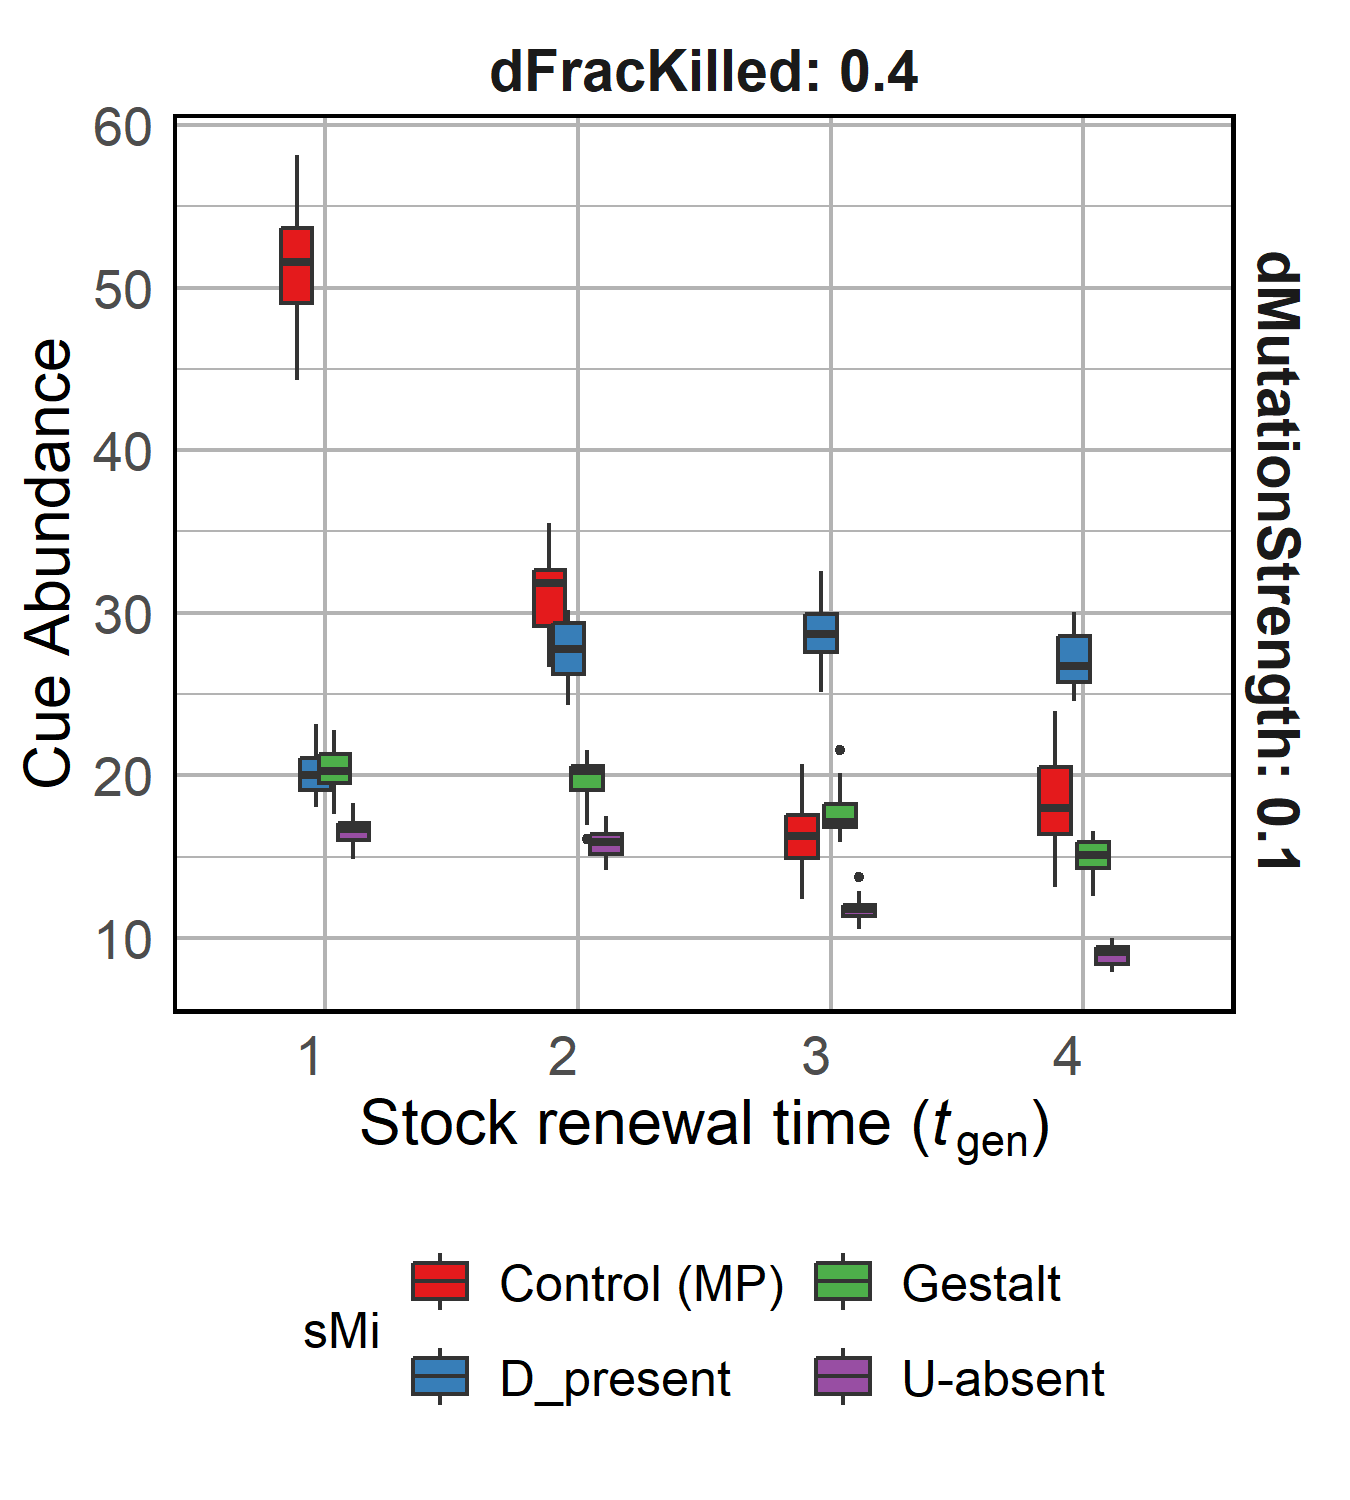 dFracKilled: 0.4
60
50
40
30
20
10
Cue Abundance
dMutationStrength: 0.1
1 2 3 4
Stock renewal time (tgen)
sMi
Control (MP) Gestalt
D_present U-absent